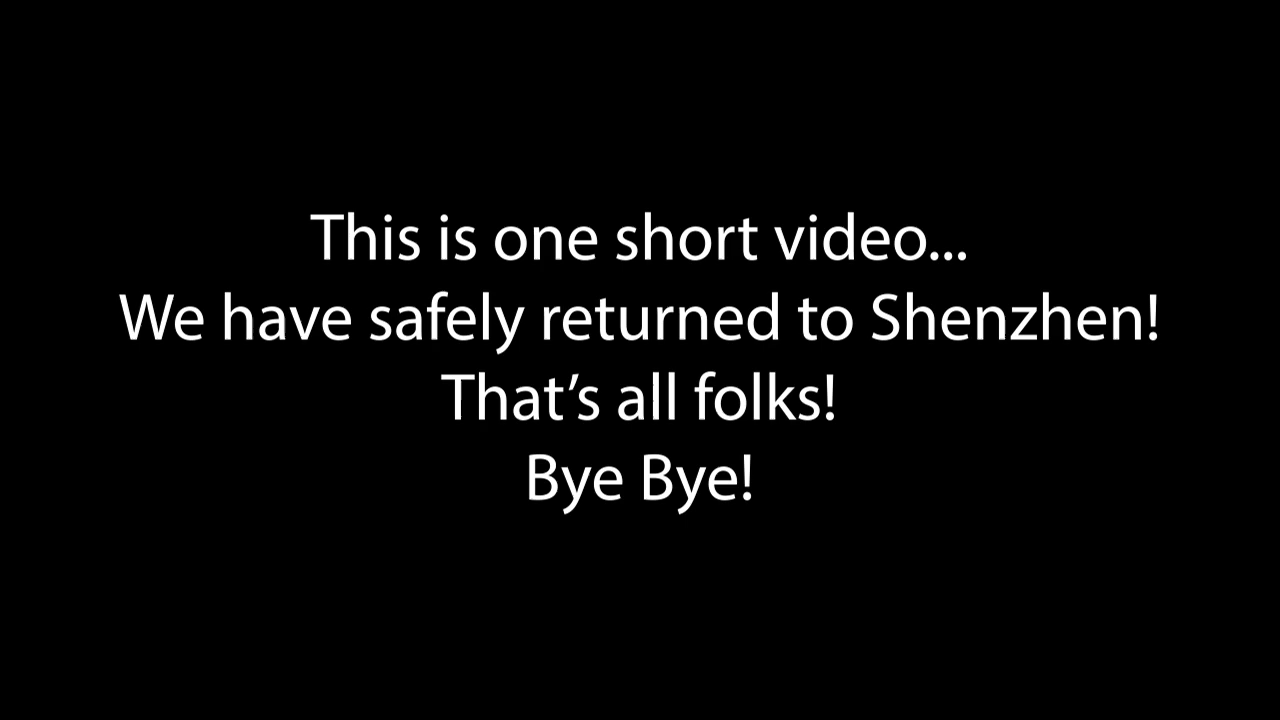 This is one short video...
We have safely returned to Shenzhen!
That’s all folks!
Bye Bye!